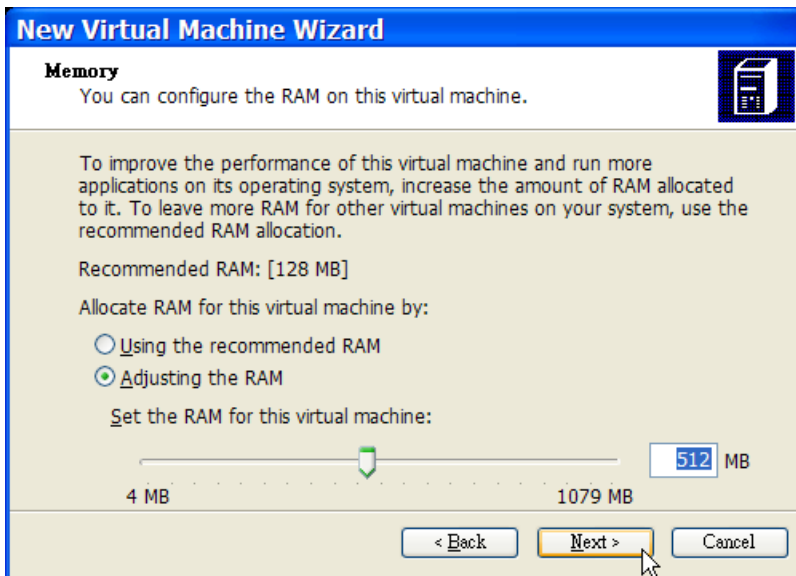 New Virtual Machine Wizard
Memory
You can configure the RAM on this virtual machine.
To improve the performance of this virtual machine and run more
applications on its operating system, increase the amount of RAM allocated
to it. To leave more RAM for other virtual machines on your system, use the
recommended RAM allocation.
Recommended RAM: [128 MB]
Allocate RAM for this virtual machine by:
Using the recommended RAM
Adjusting the RAM
Set the RAM for this virtual machine:
512 MB
4 MB 1079 MB
< Back Next > Cancel